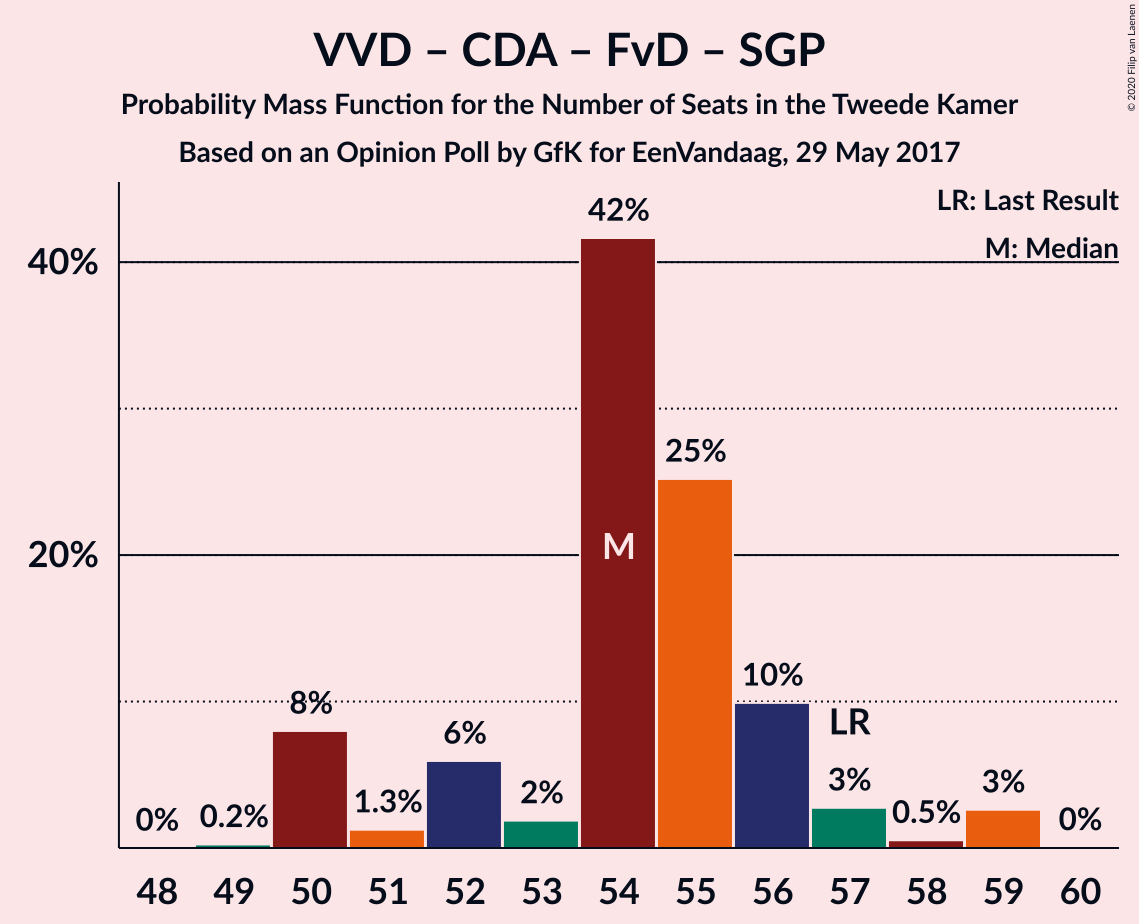 VVD – CDA – FvD – SGP
Probability Mass Function for the Number of Seats in the Tweede Kamer
Based on an Opinion Poll by GfK for EenVandaag, 29 May 2017
© 2020 Filip van Laenen
LR: Last Result
M: Median
40%
20%
0%
0.2%
8%
1.3%
6%
2%
42%
M
25%
10%
LR
3%
0.5%
3%
0%
48 49 50 51 52 53 54 55 56 57 58 59 60